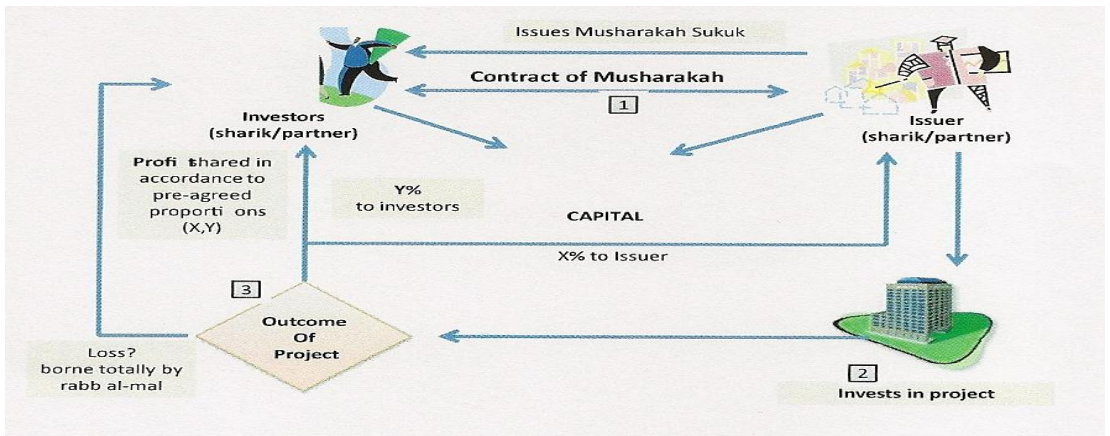 Issues Musharakah Sukuk
Contract of Musharakah
1
Investors
(sharik/partner)
Issuer
(sharik/partner)
Profi thared in
accordance to
pre-agreed
proporti ons
(X,Y)
Y%
to investors
CAPITAL
X% to Issuer
3
Outcome
Of
Project
Loss?
borne totally by
rabb al-mal
2
Invests in project